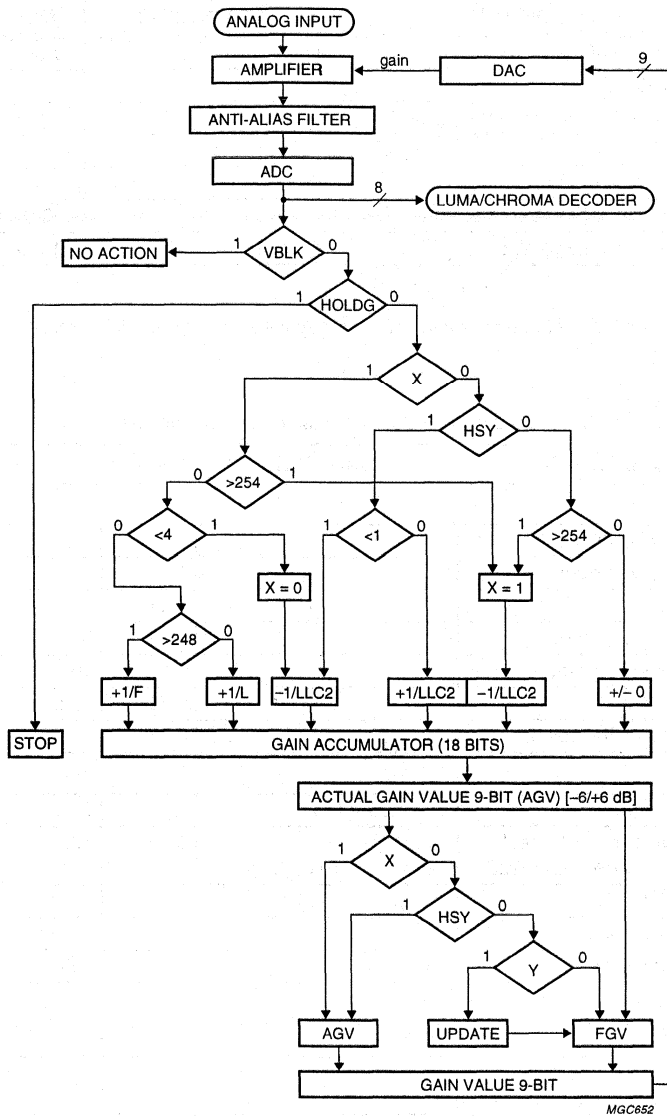 ANALOG INPUT
AMPLIFIER
gain
DAC
9
ANTI-ALIAS FILTER
ADC
8
LUMA/CHROMA DECODER
NO ACTION
1
VBLK
0
1
HOLDG
0
1
X
0
1
HSY
0
0
>254
1
0
<4
1
1
<1
0
1
>254
0
X = 0
X = 1
1
>248
0
+1/F
+1/L
−1/LLC2
+1/LLC2
−1/LLC2
+/− 0
STOP
GAIN ACCUMULATOR (18 BITS)
ACTUAL GAIN VALUE 9-BIT (AGV) [−6/+6 dB]
1
X
0
1
HSY
0
1
Y
0
AGV
UPDATE
FGV
GAIN VALUE 9-BIT
MGC652